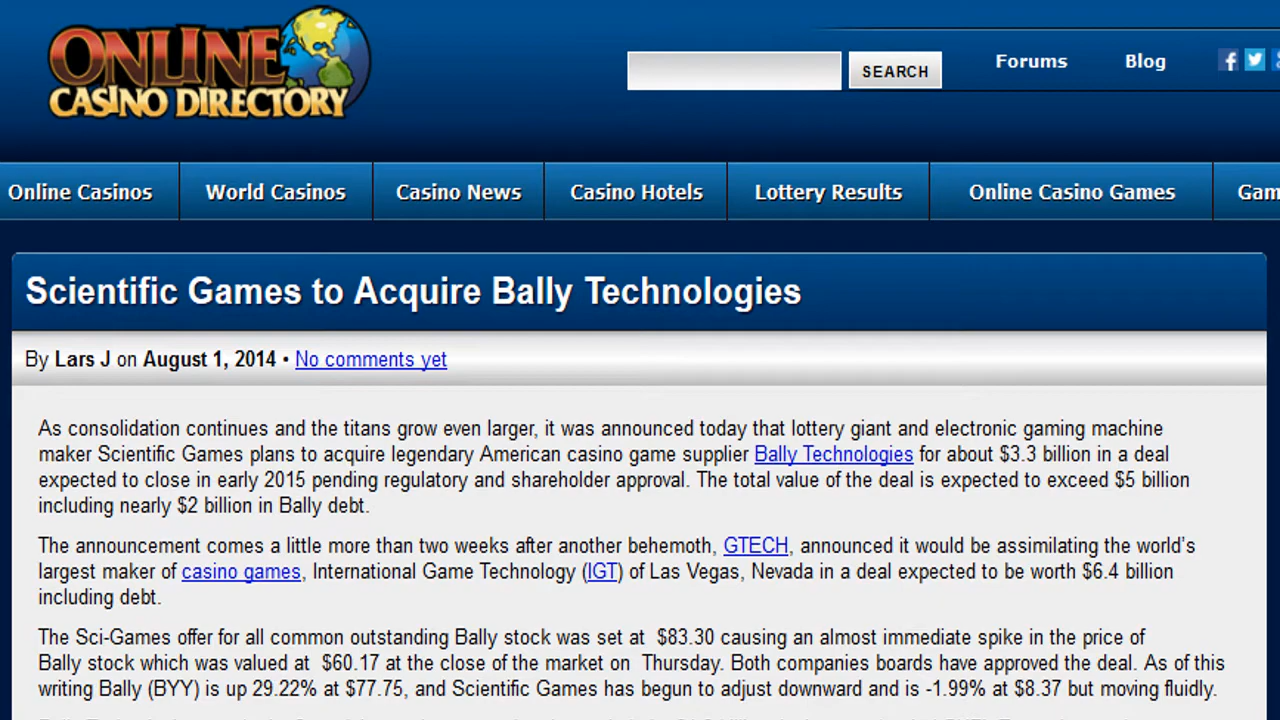 ONLINE
CASINO DIRECTORY
SEARCH
Forums
Blog
Online Casinos
World Casinos
Casino News
Casino Hotels
Lottery Results
Online Casino Games
Gam
Scientific Games to Acquire Bally Technologies
By Lars J on August 1, 2014 • No comments yet
As consolidation continues and the titans grow even larger, it was announced today that lottery giant and electronic gaming machine
maker Scientific Games plans to acquire legendary American casino game supplier Bally Technologies for about $3.3 billion in a deal
expected to close in early 2015 pending regulatory and shareholder approval. The total value of the deal is expected to exceed $5 billion
including nearly $2 billion in Bally debt.
The announcement comes a little more than two weeks after another behemoth, GTECH, announced it would be assimilating the world’s
largest maker of casino games, International Game Technology (IGT) of Las Vegas, Nevada in a deal expected to be worth $6.4 billion
including debt.
The Sci-Games offer for all common outstanding Bally stock was set at $83.30 causing an almost immediate spike in the price of
Bally stock which was valued at $60.17 at the close of the market on Thursday. Both companies boards have approved the deal. As of this
writing Bally (BYY) is up 29.22% at $77.75, and Scientific Games has begun to adjust downward and is -1.99% at $8.37 but moving fluidly.